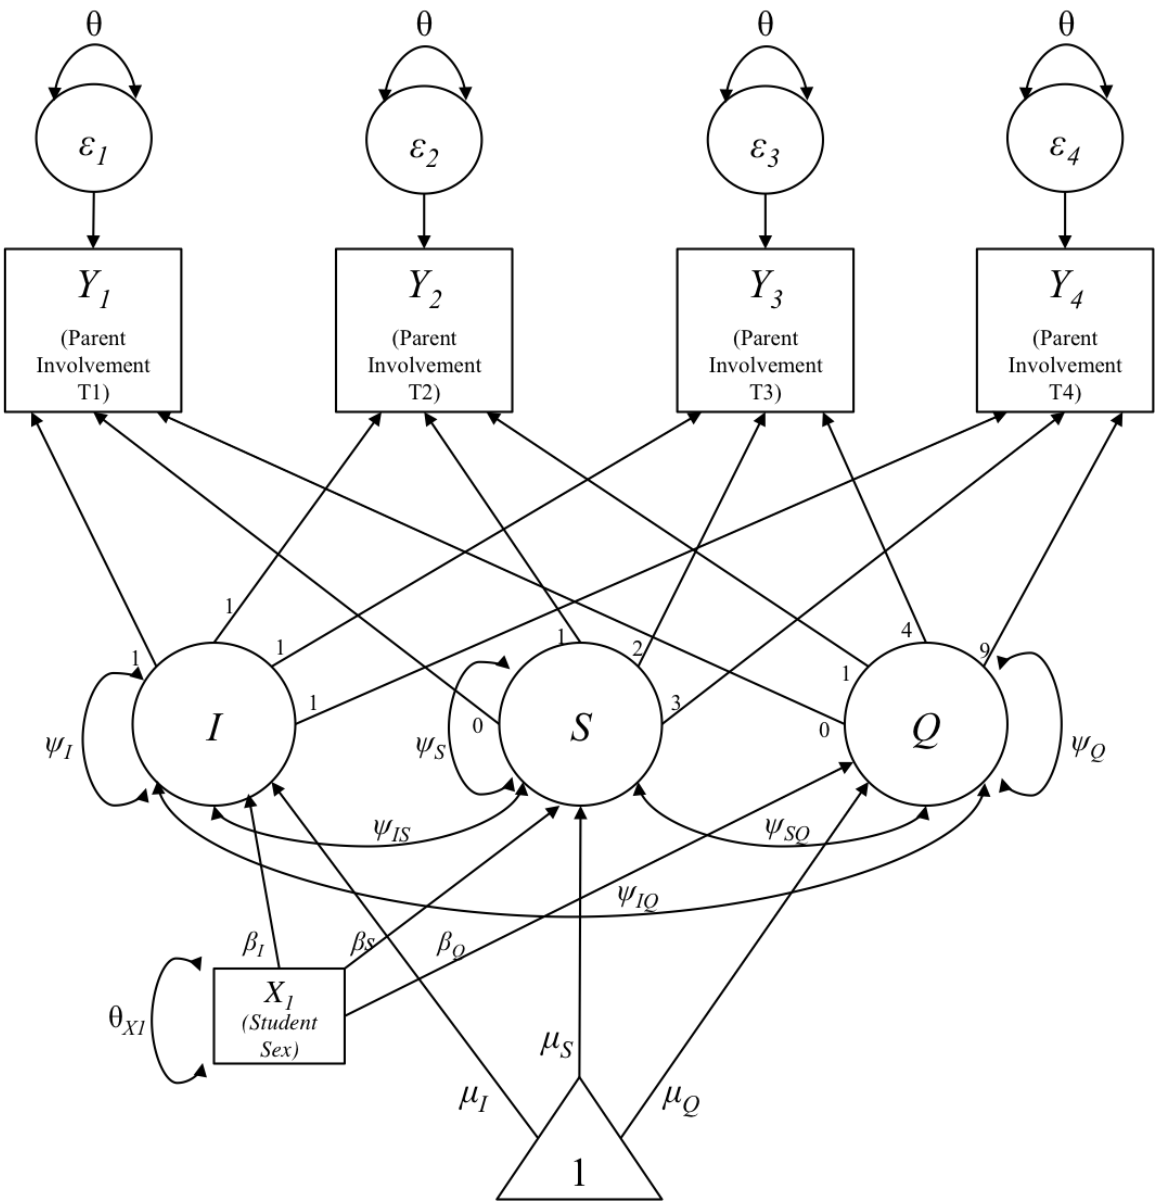 θ θ θ θ
ε1 ε2 ε3 ε4
Y1 Y2 Y3 Y4
(Parent (Parent (Parent (Parent
Involvement Involvement Involvement Involvement
T1) T2) T3) T4)
1 1 1 1 0 1 2 3 0 1 4 9
ψI I ψS S Q ψQ
ψIS ψSQ
ψIQ
βI βS βQ
X1
θX1 (Student
Sex)
μS
μI μQ
1